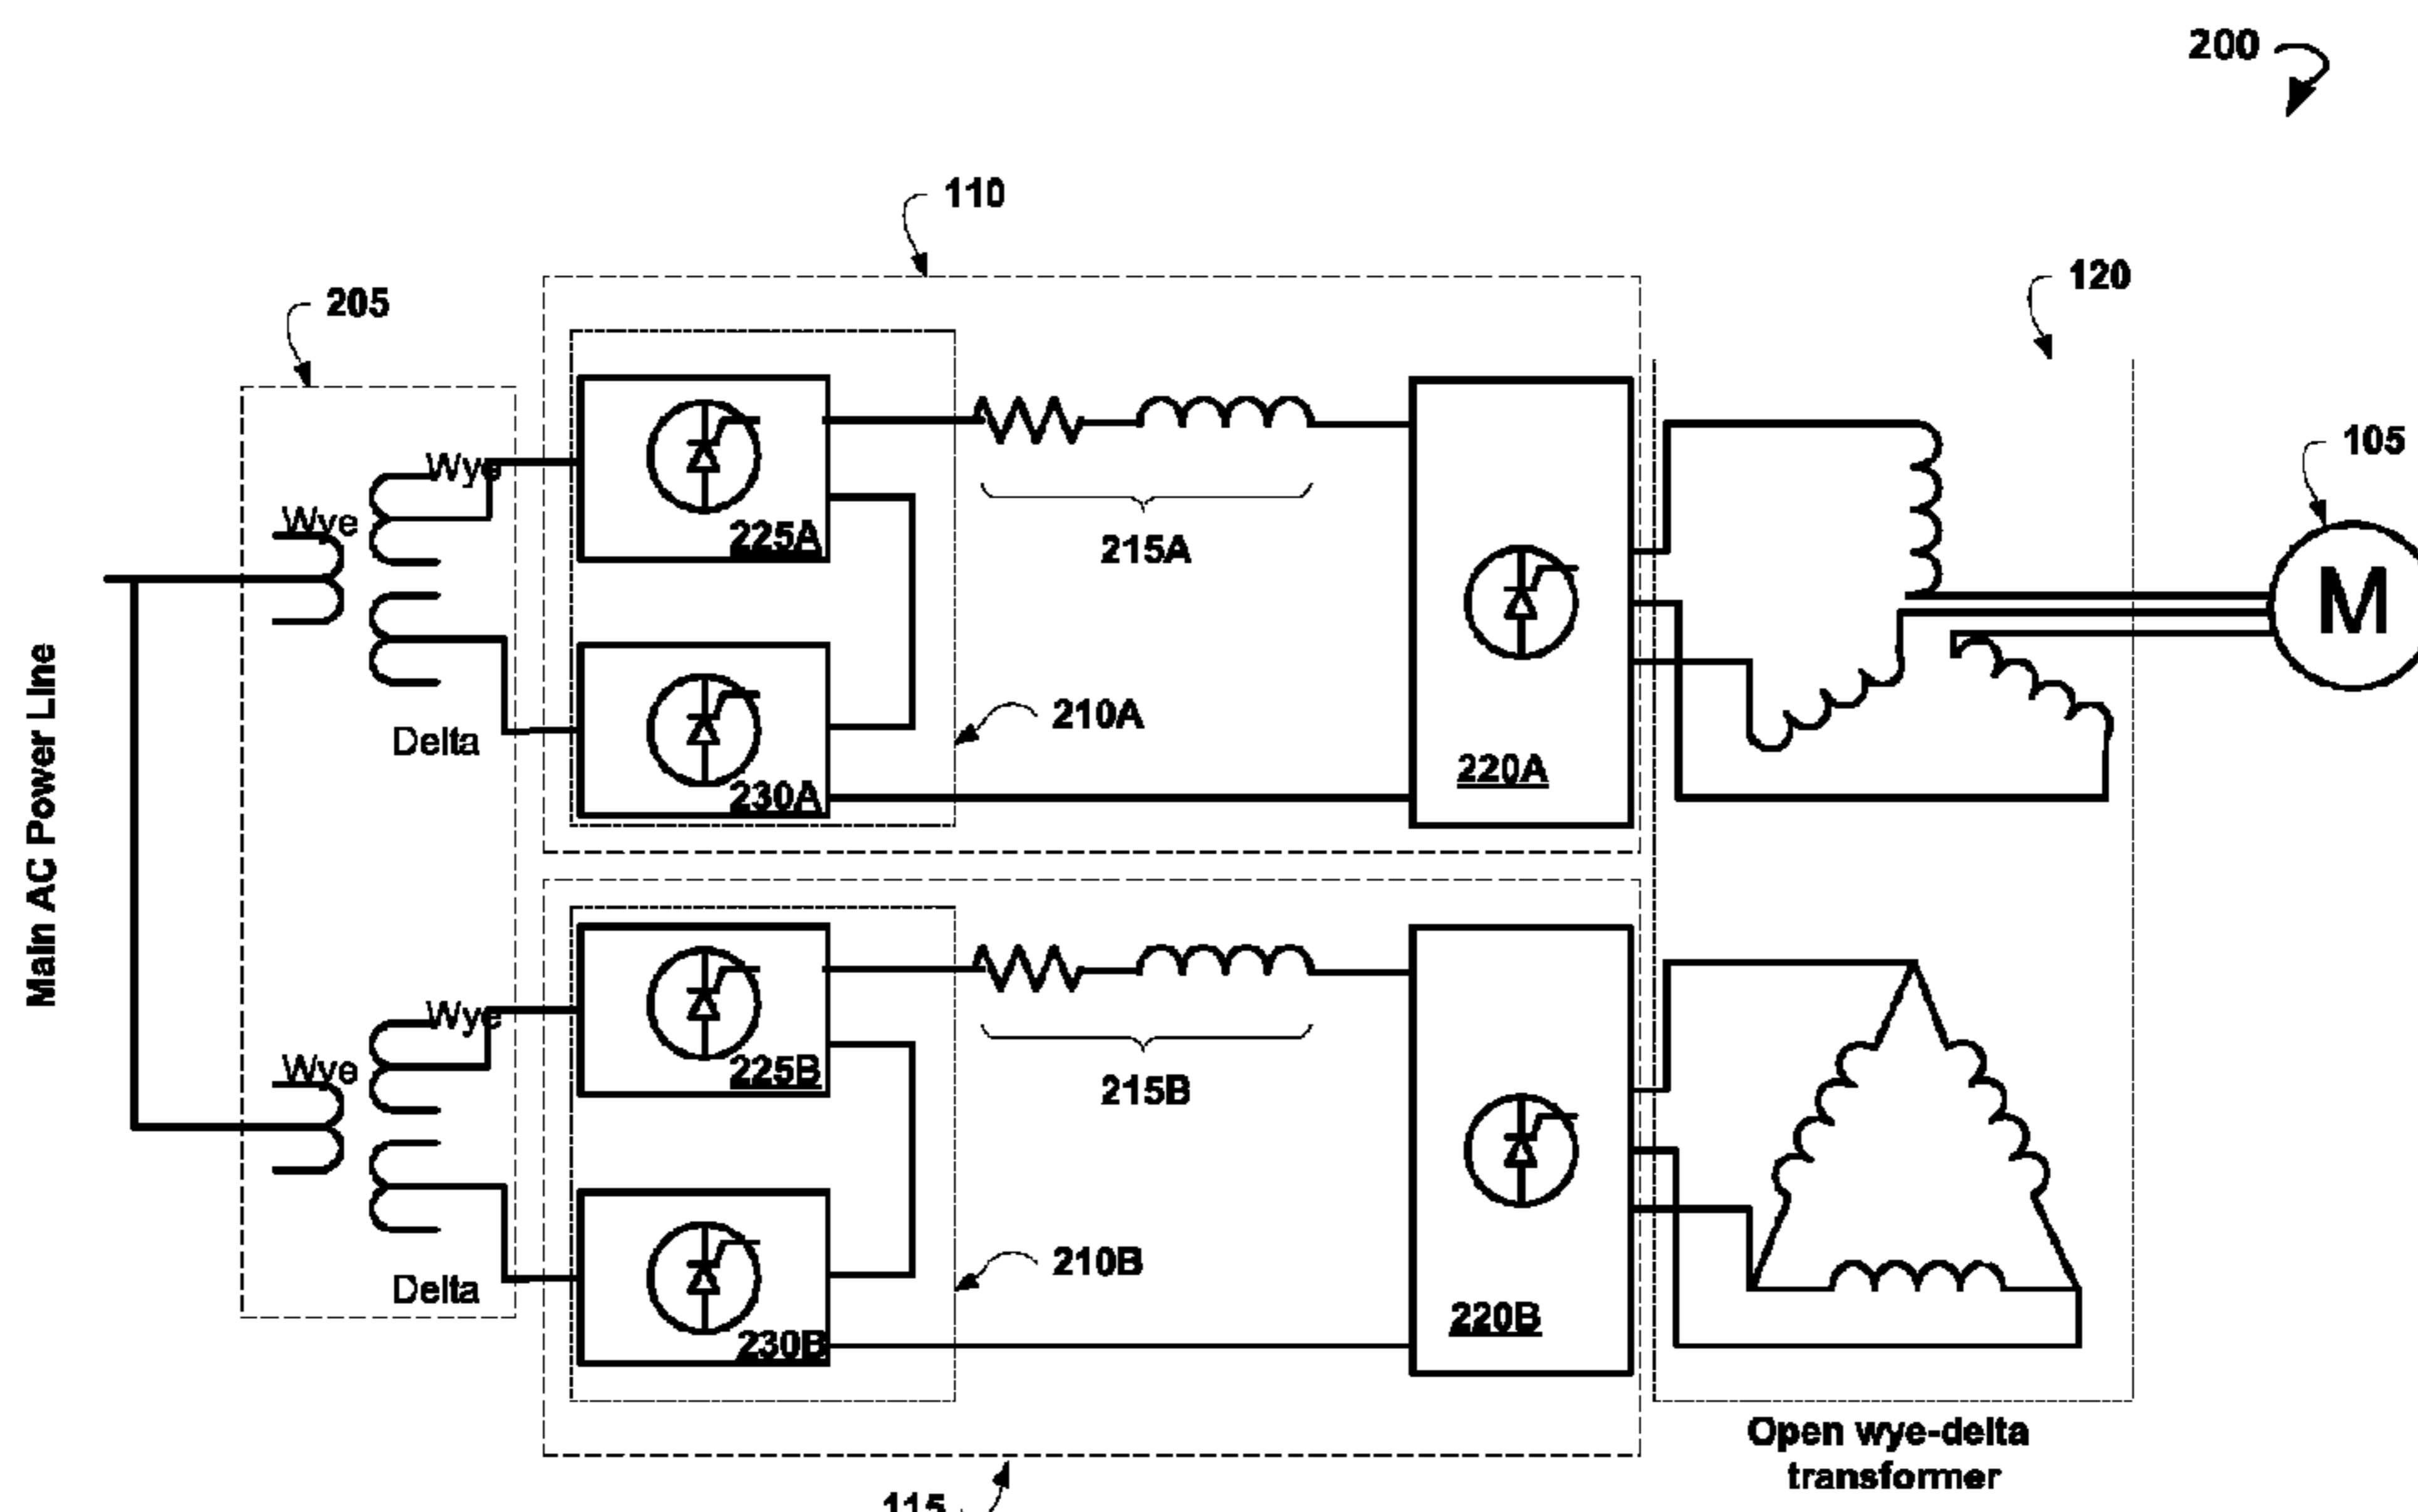 200
110
120
205
105
Wye
Wye
225A
215A
M
210A
Delta
220A
230A
Main AC Power Line
Wye
Wye
225B
215B
210B
Delta
220B
230B
Open wye-delta
transformer
115